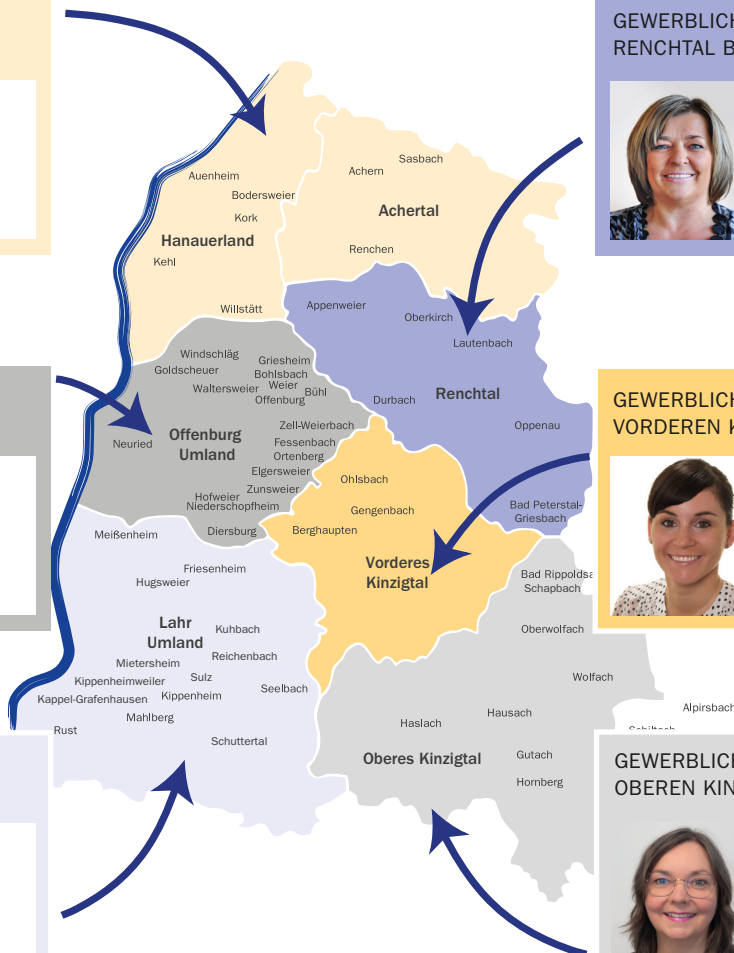 GEWERBLICH
RENCHTAL B
Sasbach
Achern
Auenheim
Bodersweier
Achertal
Kork
Hanauerland
Renchen
Kehl
Willstätt
Appenweier
Oberkirch
Lautenbach
Windschläg
Griesheim
Goldscheuer
Bohlsbach
Waltersweier
Weier
Bühl
Offenburg
Durbach
Renchtal
GEWERBLICH
VORDEREN K
Zell-Weierbach
Oppenau
Neuried
Offenburg
Umland
Fessenbach
Ortenberg
Elgersweier
Ohlsbach
Zunsweier
Hofweier
Niederschopfheim
Gengenbach
Bad Peterstal-
Griesbach
Meißenheim
Diersburg
Berghaupten
Friesenheim
Hugsweier
Vorderes
Kinzigtal
Bad Rippolds
Schapbach
Lahr
Umland
Kuhbach
Oberwolfach
Reichenbach
Mietersheim
Kippenheimweiler
Sulz
Wolfach
Kappel-Grafenhausen
Kippenheim
Seelbach
Mahlberg
Hausach
Alpirsbach
Haslach
Rust
Schiltach
Schuttertal
Oberes Kinzigtal
Gutach
Hornberg
GEWERBLICH
OBEREN KIN